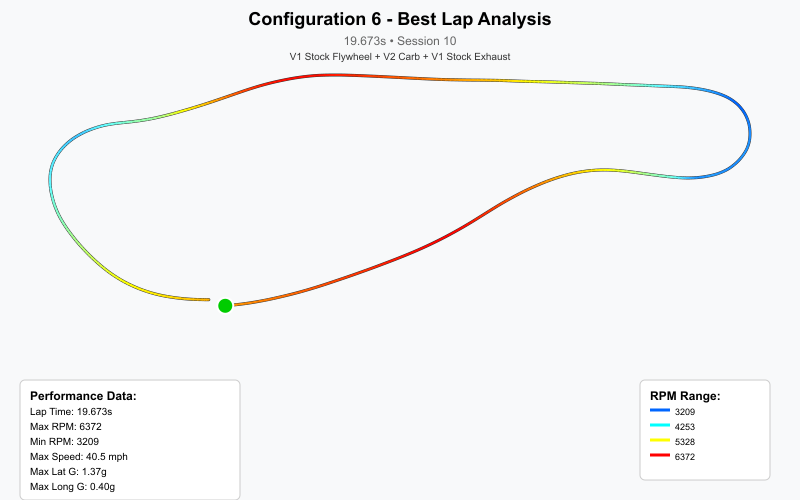 Configuration 6 - Best Lap Analysis
19.673s • Session 10
V1 Stock Flywheel + V2 Carb + V1 Stock Exhaust
Performance Data:
Lap Time: 19.673s
Max RPM: 6372
Min RPM: 3209
Max Speed: 40.5 mph
Max Lat G: 1.37g
Max Long G: 0.40g
RPM Range:
3209
4253
5328
6372